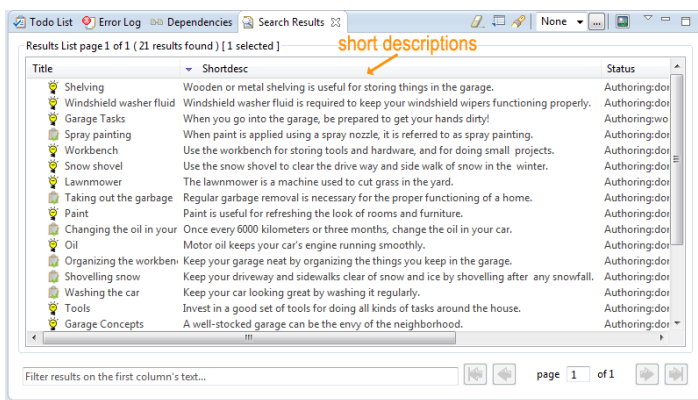 Todo List Error Log Dependencies Search Results None ...
Results List page 1 of 1 ( 21 results found ) [ 1 selected ] short descriptions
Title Shortdesc Status
Shelving Wooden or metal shelving is useful for storing things in the garage. Authoring:dor
Windshield washer fluid Windshield washer fluid is required to keep your windshield wipers functioning properly. Authoring:dor
Garage Tasks When you go into the garage, be prepared to get your hands dirty! Authoring:wo
Spray painting When paint is applied using a spray nozzle, it is referred to as spray painting. Authoring:dor
Workbench Use the workbench for storing tools and hardware, and for doing small projects. Authoring:dor
Snow shovel Use the snow shovel to clear the drive way and side walk of snow in the winter. Authoring:dor
Lawnmower The lawnmower is a machine used to cut grass in the yard. Authoring:dor
Taking out the garbage Regular garbage removal is necessary for the proper functioning of a home. Authoring:dor
Paint Paint is useful for refreshing the look of rooms and furniture. Authoring:dor
Changing the oil in your Once every 6000 kilometers or three months, change the oil in your car. Authoring:dor
Oil Motor oil keeps your car's engine running smoothly. Authoring:dor
Organizing the workben Keep your garage neat by organizing the things you keep in the garage. Authoring:dor
Shovelling snow Keep your driveway and sidewalks clear of snow and ice by shovelling after any snowfall. Authoring:dor
Washing the car Keep your car looking great by washing it regularly. Authoring:dor
Tools Invest in a good set of tools for doing all kinds of tasks around the house. Authoring:dor
Garage Concepts A well-stocked garage can be the envy of the neighborhood. Authoring:dor
Filter results on the first column's text... page 1 of 1